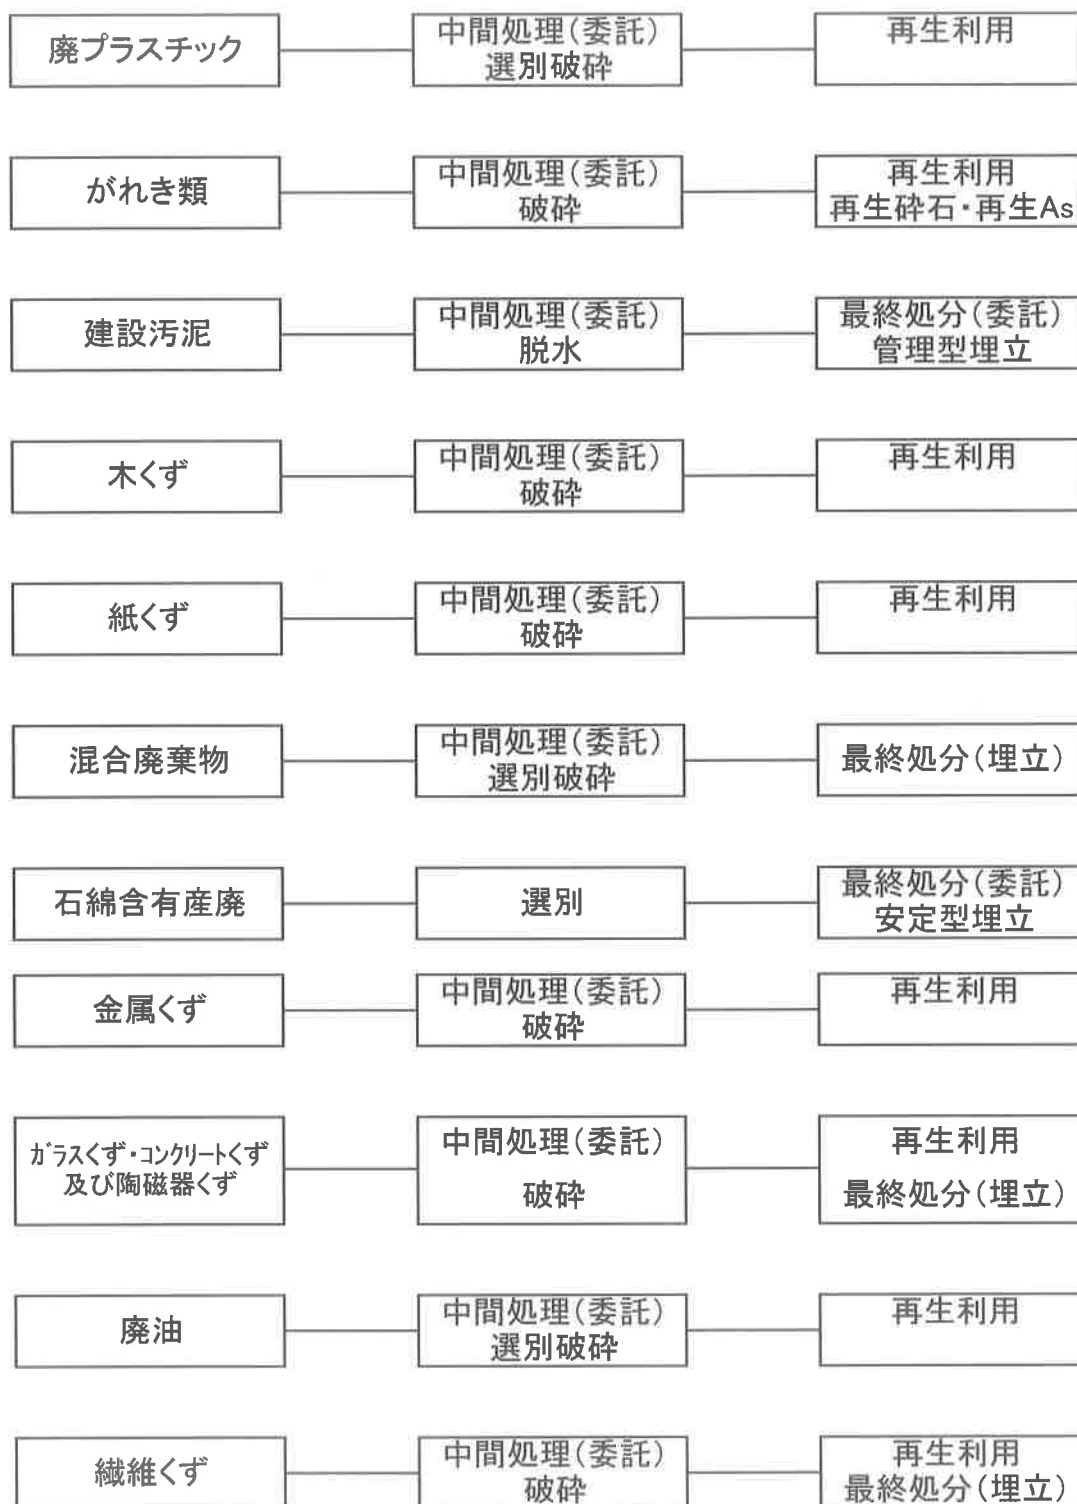 廃プラスチック
中間処理(委託)
選別破砕
再生利用
がれき類
中間処理(委託)
破砕
再生利用
再生砕石・再生As
建設汚泥
中間処理(委託)
脱水
最終処分(委託)
管理型埋立
木くず
中間処理(委託)
破砕
再生利用
紙くず
中間処理(委託)
破砕
再生利用
混合廃棄物
中間処理(委託)
選別破砕
最終処分(埋立)
石綿含有産廃
選別
最終処分(委託)
安定型埋立
金属くず
中間処理(委託)
破砕
再生利用
ガラスくず・コンクリートくず
及び陶磁器くず
中間処理(委託)
破砕
再生利用
最終処分(埋立)
廃油
中間処理(委託)
選別破砕
再生利用
繊維くず
中間処理(委託)
破砕
再生利用
最終処分(埋立)